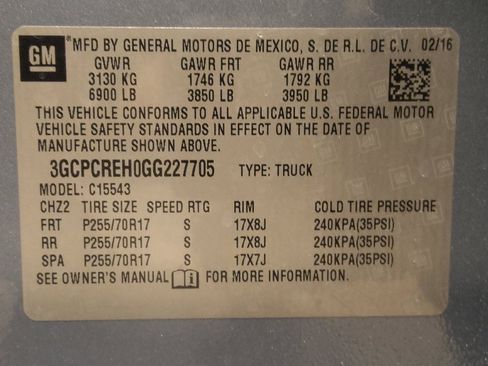 GM MFD BY GENERAL MOTORS DE MEXICO, S. DE R.L. DE C.V. 02/16
GVWR GAWR FRT GAWR RR
3130 KG 1746 KG 1792 KG
6900 LB 3850 LB 3950 LB
THIS VEHICLE CONFORMS TO ALL APPLICABLE U.S. FEDERAL MOTOR
VEHICLE SAFETY STANDARDS IN EFFECT ON THE DATE OF
MANUFACTURE SHOWN ABOVE.
3GCPCREH0GG227705 TYPE: TRUCK
MODEL: C15543
CHZ2 TIRE SIZE SPEED RTG RIM COLD TIRE PRESSURE
FRT P255/70R17 S 17X8J 240KPA(35PSI)
RR P255/70R17 S 17X8J 240KPA(35PSI)
SPA P255/70R17 S 17X7J 240KPA(35PSI)
SEE OWNER'S MANUAL FOR MORE INFORMATION.